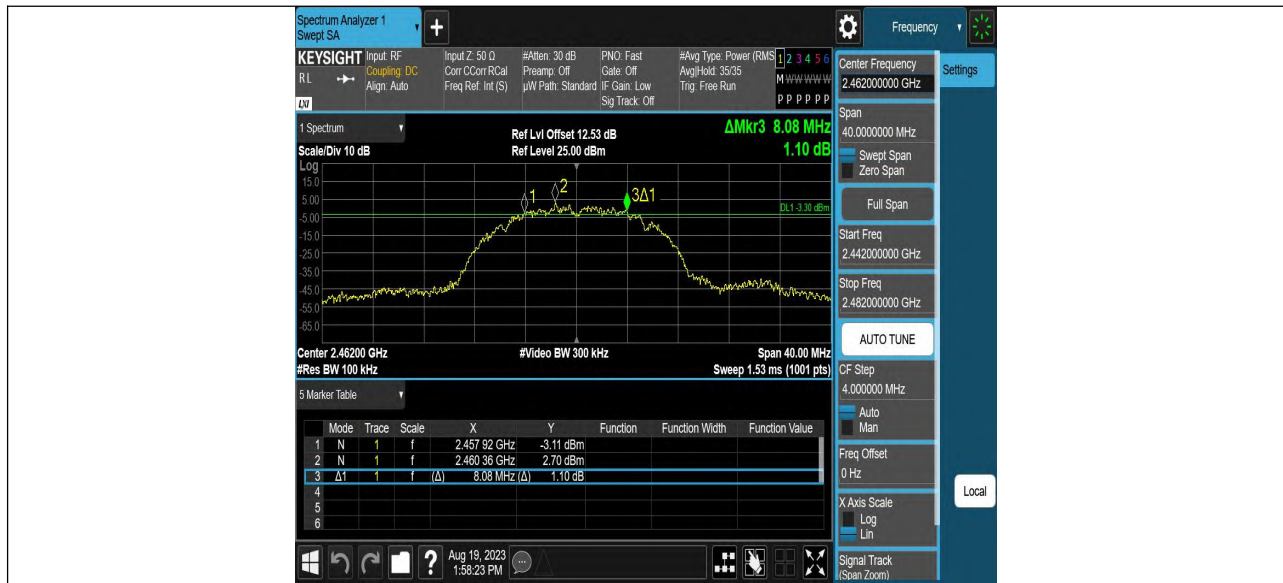 Spectrum Analyzer 1
Swept SA
+
Frequency
KEYSIGHT
RL
LXI
Input: RF
Coupling: DC
Align: Auto
Input Z: 50 Ω
Corr CCorr RCal
Freq Ref: Int (S)
#Atten: 30 dB
Preamp: Off
µW Path: Standard
PNO: Fast
Gate: Off
IF Gain: Low
Sig Track: Off
#Avg Type: Power (RMS
Avg|Hold: 35/35
Trig: Free Run
1 2 3 4 5 6
M W W W W W
P P P P P P
1 Spectrum
Scale/Div 10 dB
Ref Lvl Offset 12.53 dB
Ref Level 25.00 dBm
ΔMkr3 8.08 MHz
1.10 dB
Log
15.0
5.00
-5.00
-15.0
-25.0
-35.0
-45.0
-55.0
-65.0
1
2
3Δ1
DL1 -3.30 dBm
Center 2.46200 GHz
#Res BW 100 kHz
#Video BW 300 kHz
Span 40.00 MHz
Sweep 1.53 ms (1001 pts)
5 Marker Table
Mode Trace Scale X Y Function Function Width Function Value
1 N 1 f 2.457 92 GHz -3.11 dBm
2 N 1 f 2.460 36 GHz 2.70 dBm
3 Δ1 1 f (Δ) 8.08 MHz (Δ) 1.10 dB
4
5
6
?
Aug 19, 2023
1:58:23 PM
Center Frequency
2.462000000 GHz
Settings
Span
40.0000000 MHz
Swept Span
Zero Span
Full Span
Start Freq
2.442000000 GHz
Stop Freq
2.482000000 GHz
AUTO TUNE
CF Step
4.000000 MHz
Auto
Man
Freq Offset
0 Hz
X Axis Scale
Log
Lin
Local
Signal Track
(Span Zoom)